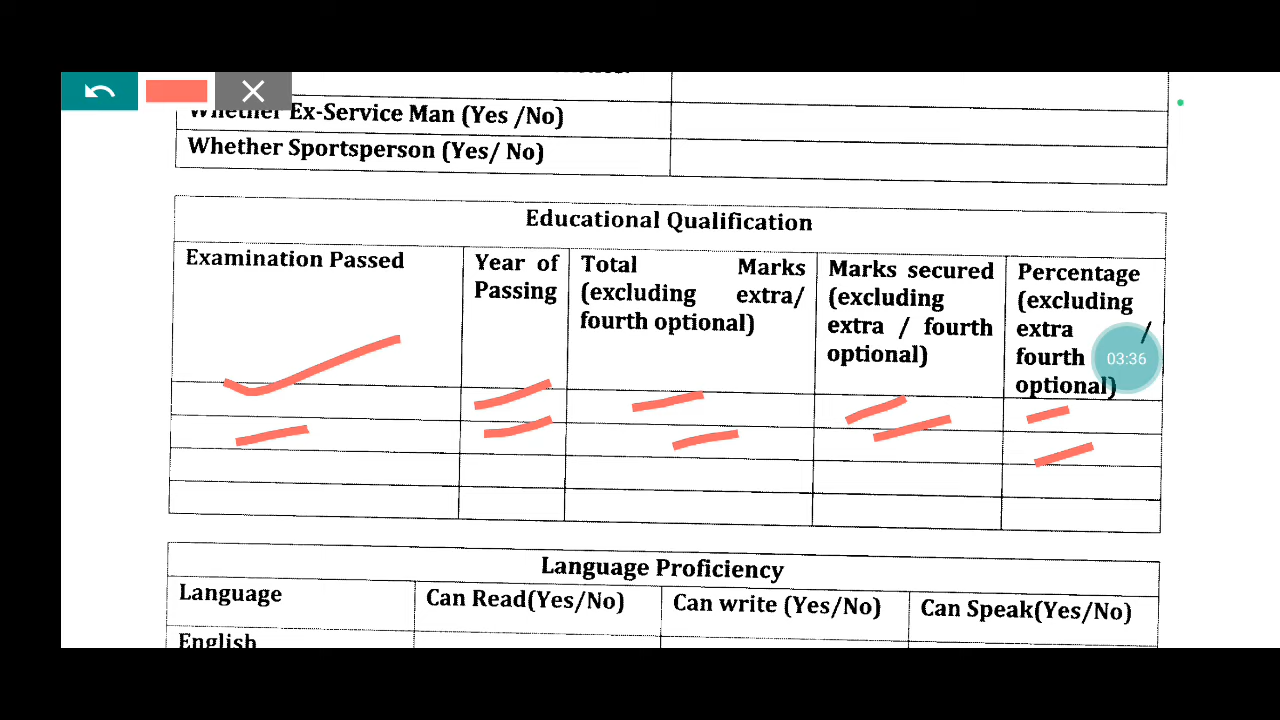 Whether Ex-Service Man (Yes /No)
Whether Sportsperson (Yes/ No)
Educational Qualification
Examination Passed
Year of
Passing
Total Marks
(excluding extra/
fourth optional)
Marks secured
(excluding
extra / fourth
optional)
Percentage
(excluding
extra /
fourth
optional)
03:36
Language Proficiency
Language
Can Read(Yes/No)
Can write (Yes/No)
Can Speak(Yes/No)
English